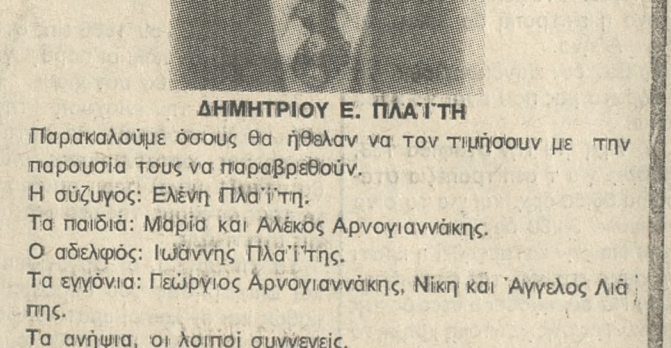 ΔΗΜΗΤΡΙΟΥ Ε. ΠΛΑΪΤΗ
Παρακαλούμε όσους θα ήθελαν να τον τιμήσουν με την
παρουσία τους να παραβρεθούν.
Η σύζυγος: Ελένη Πλαΐτη.
Τα παιδιά: Μαρία και Αλέκος Αρνογιαννάκης.
Ο αδελφός: Ιωάννης Πλαΐτης.
Τα εγγόνια: Γεώργιος Αρνογιαννάκης, Νίκη και Άγγελος Λιά
πης.
Τα ανήψια, οι λοιποί συγγενείς.